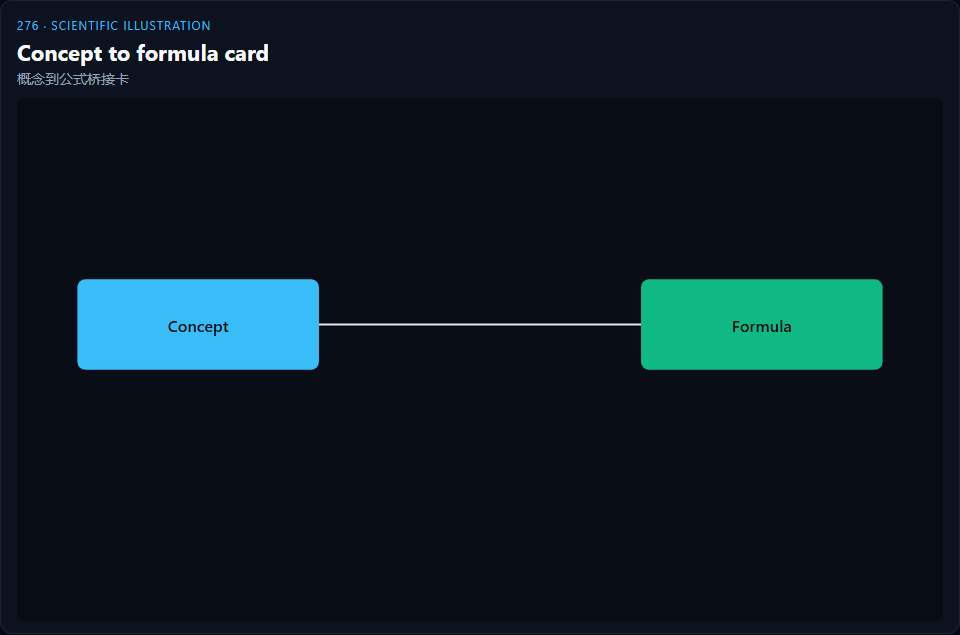 276 · SCIENTIFIC ILLUSTRATION
Concept to formula card
概念到公式桥接卡
Concept
Formula